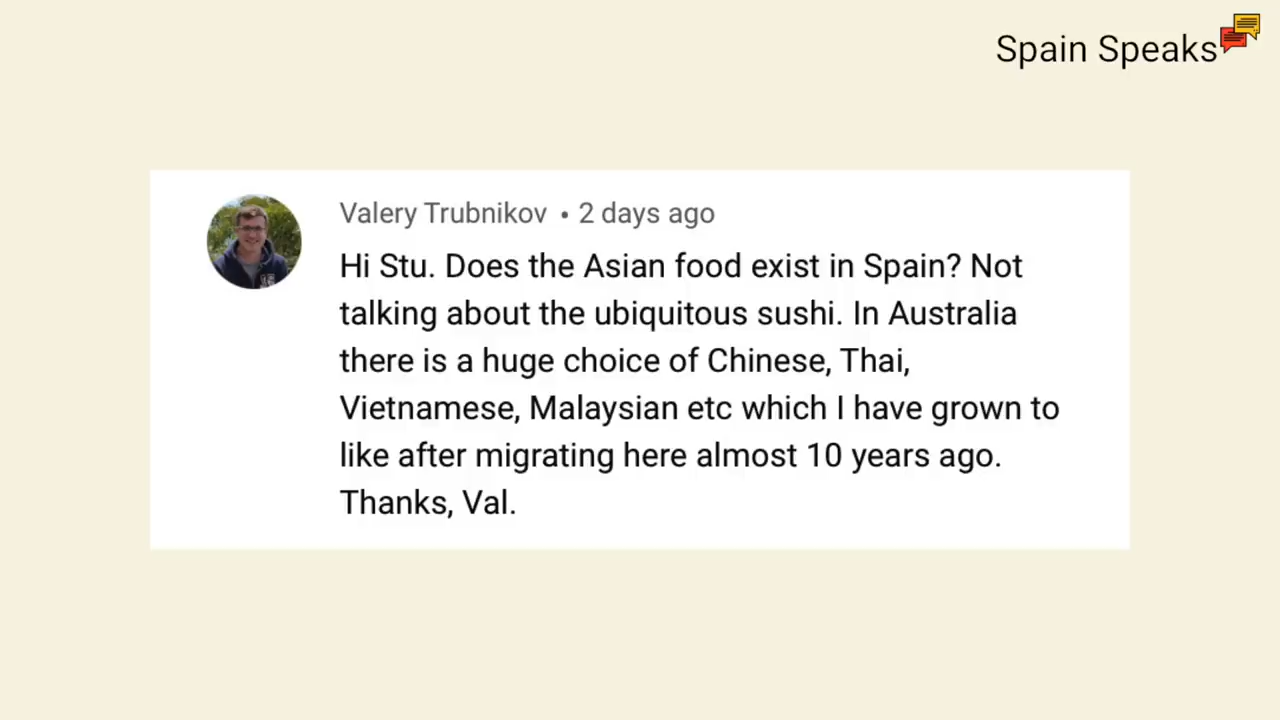 Spain Speaks
Valery Trubnikov • 2 days ago
Hi Stu. Does the Asian food exist in Spain? Not
talking about the ubiquitous sushi. In Australia
there is a huge choice of Chinese, Thai,
Vietnamese, Malaysian etc which I have grown to
like after migrating here almost 10 years ago.
Thanks, Val.